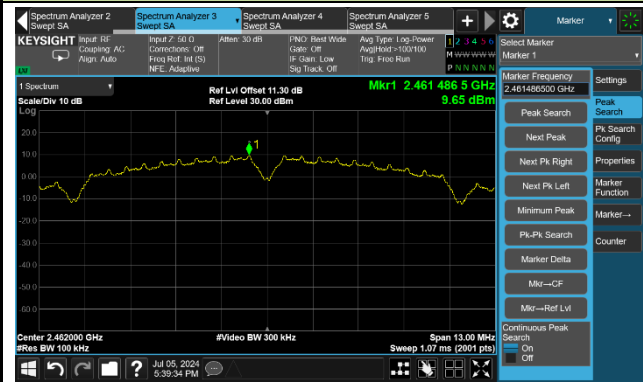 Spectrum Analyzer 2
Swept SA
Spectrum Analyzer 3
Swept SA
Spectrum Analyzer 4
Swept SA
Spectrum Analyzer 5
Swept SA
+
Marker
KEYSIGHT
Input: RF
Coupling: AC
Align: Auto
Input Z: 50 Ω
Corrections: Off
Freq Ref: Int (S)
NFE: Adaptive
Atten: 30 dB
PNO: Best Wide
Gate: Off
IF Gain: Low
Sig Track: Off
Avg Type: Log-Power
Avg|Hold:>100/100
Trig: Free Run
1 2 3 4 5 6
M W W W W W
P N N N N N
LVI
Select Marker
Marker 1
1 Spectrum
Scale/Div 10 dB
Log
Ref Lvl Offset 11.30 dB
Ref Level 30.00 dBm
Mkr1 2.461 486 5 GHz
9.65 dBm
1
20.0
10.0
0.00
-10.0
-20.0
-30.0
-40.0
-50.0
-60.0
Center 2.462000 GHz
#Res BW 100 kHz
#Video BW 300 kHz
Span 13.00 MHz
Sweep 1.07 ms (2001 pts)
Marker Frequency
2.461486500 GHz
Peak Search
Next Peak
Next Pk Right
Next Pk Left
Minimum Peak
Pk-Pk Search
Marker Delta
Mkr→CF
Mkr→Ref Lvl
Continuous Peak
Search
On
Off
Settings
Peak
Search
Pk Search
Config
Properties
Marker
Function
Marker→
Counter
?
Jul 05, 2024
5:39:34 PM